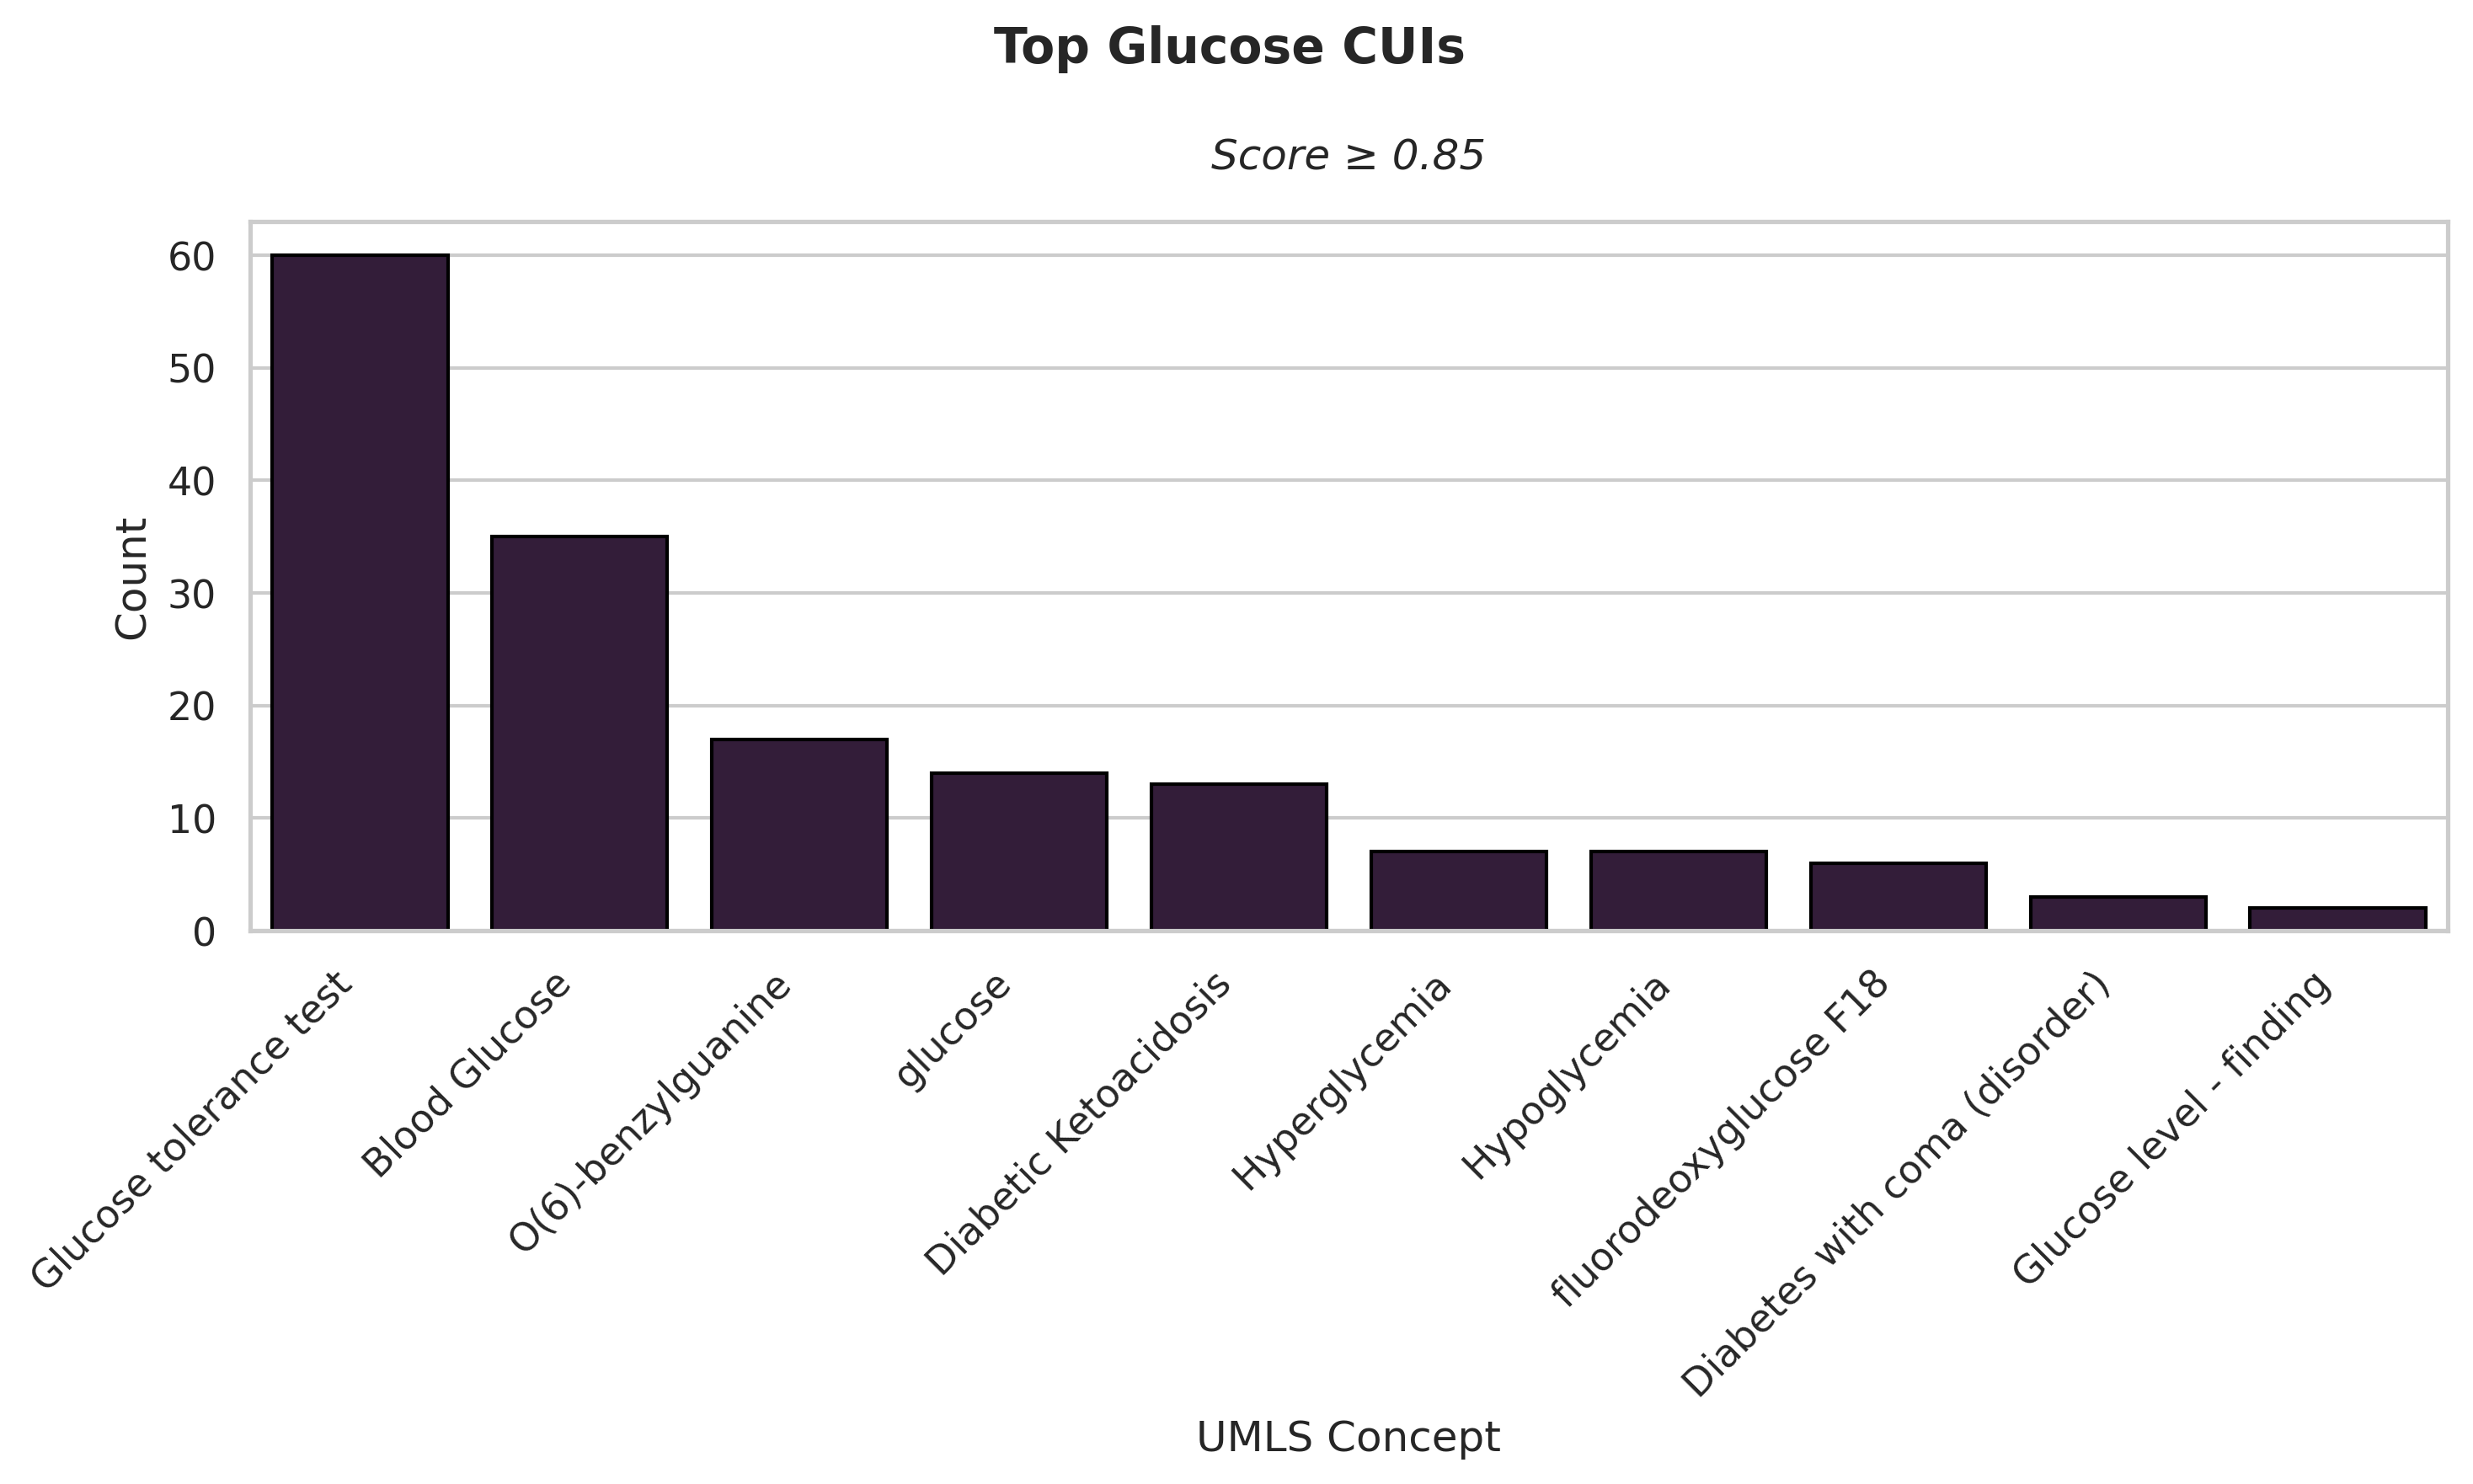 Top Glucose CUIs
Score ≥ 0.85
Count
60
50
40
30
20
10
0
Glucose tolerance test
Blood Glucose
O(6)-benzylguanine
glucose
Diabetic Ketoacidosis
Hyperglycemia
Hypoglycemia
fluorodeoxyglucose F18
Diabetes with coma (disorder)
Glucose level - finding
UMLS Concept